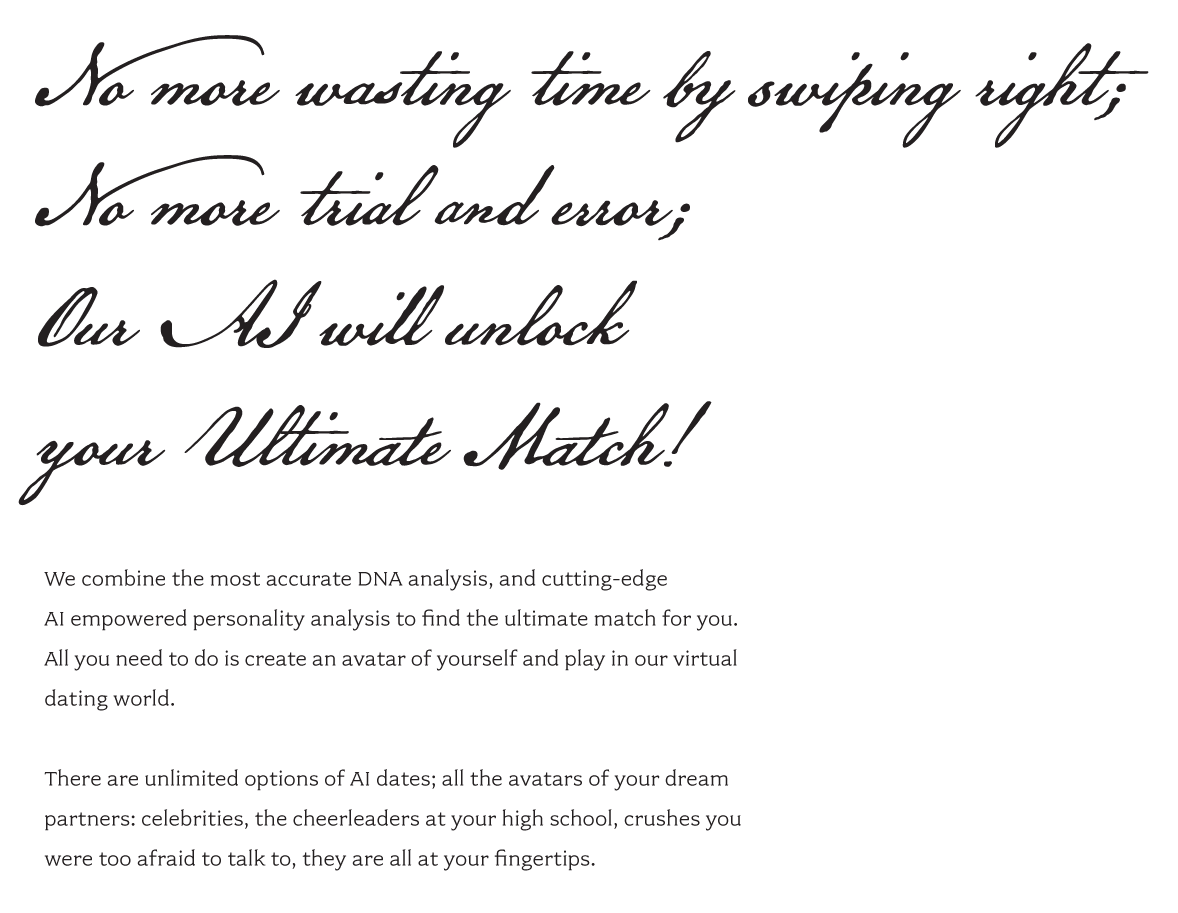 No more wasting time by swiping right;
No more trial and error;
Our AI will unlock
your Ultimate Match!
We combine the most accurate DNA analysis, and cutting-edge
AI empowered personality analysis to find the ultimate match for you.
All you need to do is create an avatar of yourself and play in our virtual
dating world.
There are unlimited options of AI dates; all the avatars of your dream
partners: celebrities, the cheerleaders at your high school, crushes you
were too afraid to talk to, they are all at your fingertips.